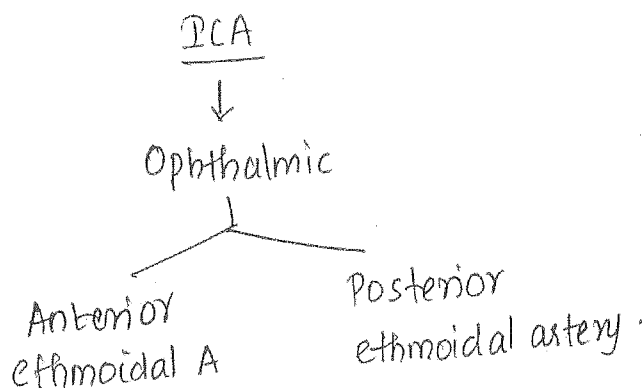 ICA
Ophthalmic
Anterior
ethmoidal A
Posterior
ethmoidal artery.